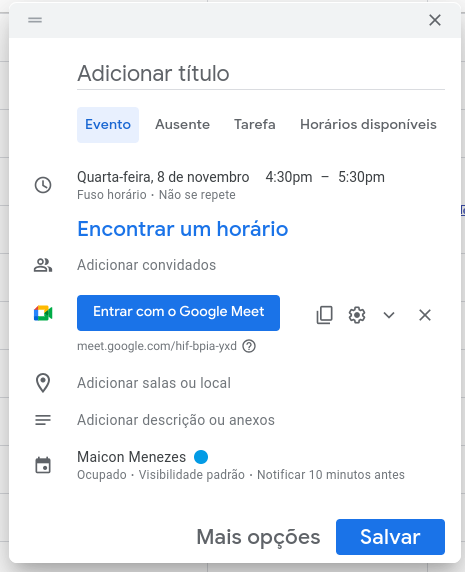 Adicionar título
Evento Ausente Tarefa Horários disponíveis
Quarta-feira, 8 de novembro 4:30pm – 5:30pm
Fuso horário · Não se repete
Encontrar um horário
Adicionar convidados
Entrar com o Google Meet
meet.google.com/hif-bpia-yxd
Adicionar salas ou local
Adicionar descrição ou anexos
Maicon Menezes
Ocupado · Visibilidade padrão · Notificar 10 minutos antes
Mais opções Salvar